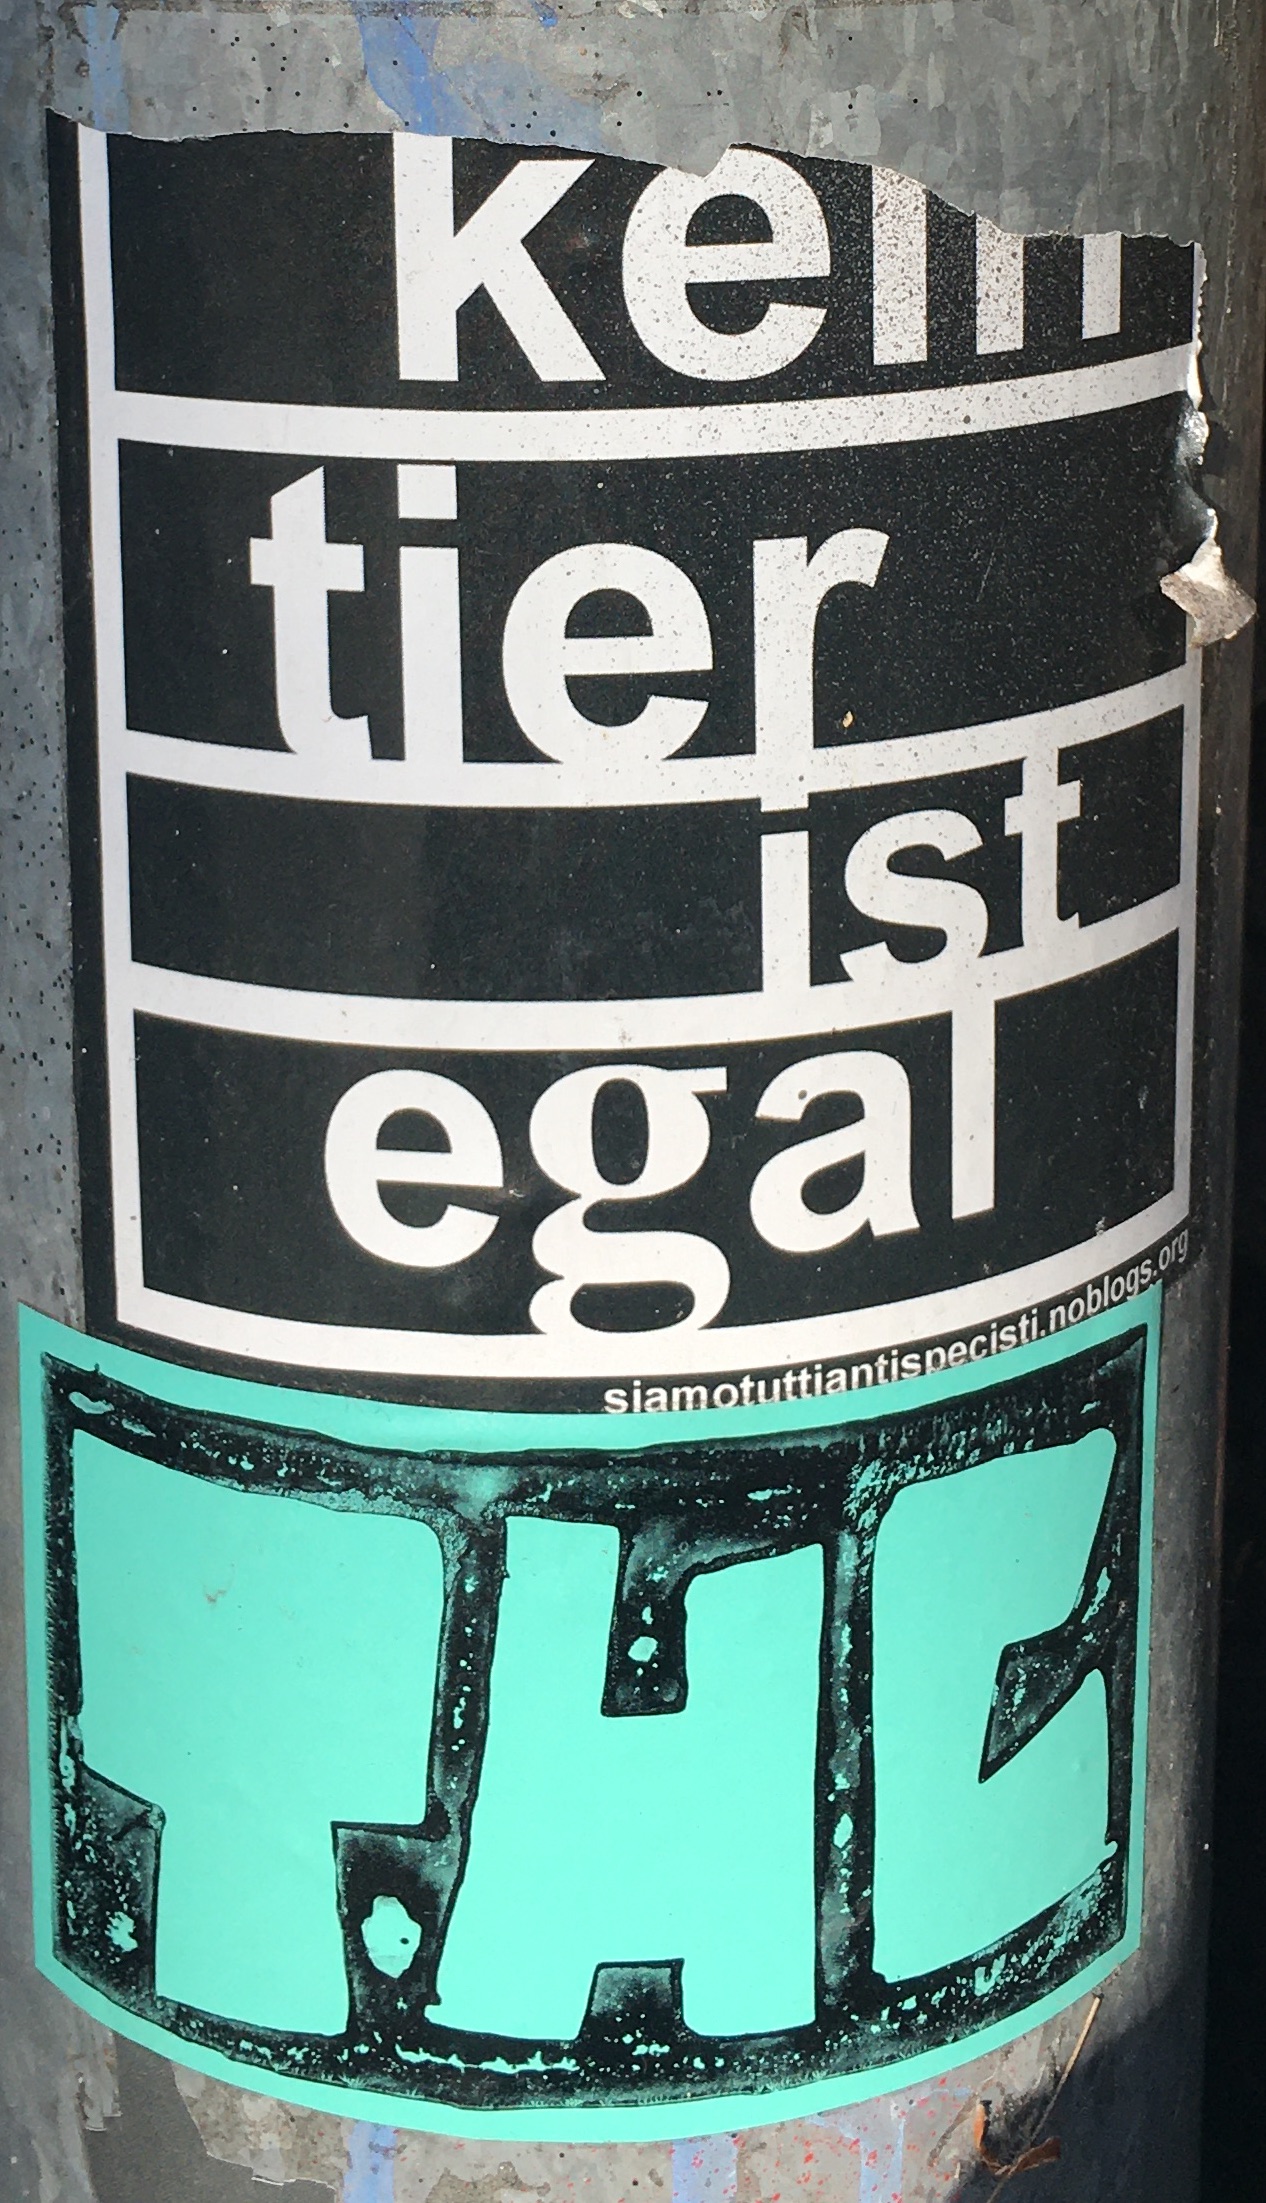 kein
tier
ist
egal
siamotuttiantispecisti.noblogs.org
THC